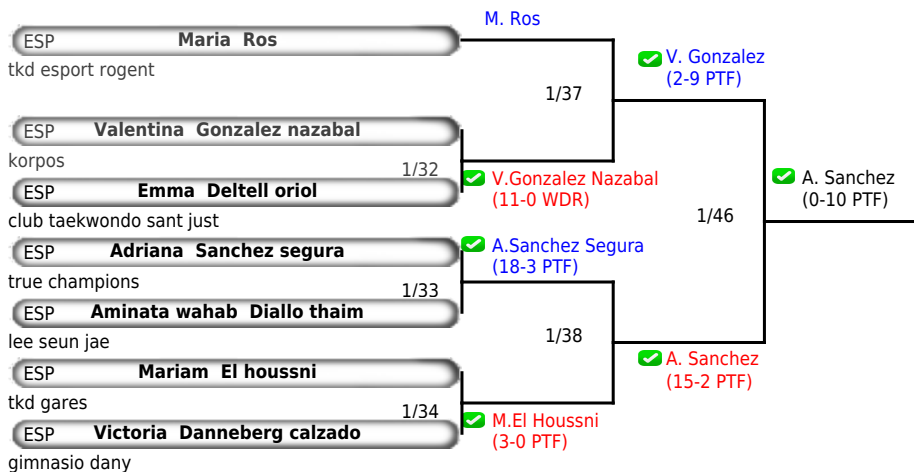 M. Ros
ESP Maria Ros
tkd esport rogent
V. Gonzalez
(2-9 PTF)
1/37
ESP Valentina Gonzalez nazabal
korpos
1/32
V.Gonzalez Nazabal
(11-0 WDR)
ESP Emma Deltell oriol
club taekwondo sant just
A. Sanchez
(0-10 PTF)
1/46
ESP Adriana Sanchez segura
true champions
A.Sanchez Segura
(18-3 PTF)
1/33
ESP Aminata wahab Diallo thaim
lee seun jae
1/38
A. Sanchez
(15-2 PTF)
ESP Mariam El houssni
tkd gares
1/34
M.El Houssni
(3-0 PTF)
ESP Victoria Danneberg calzado
gimnasio dany